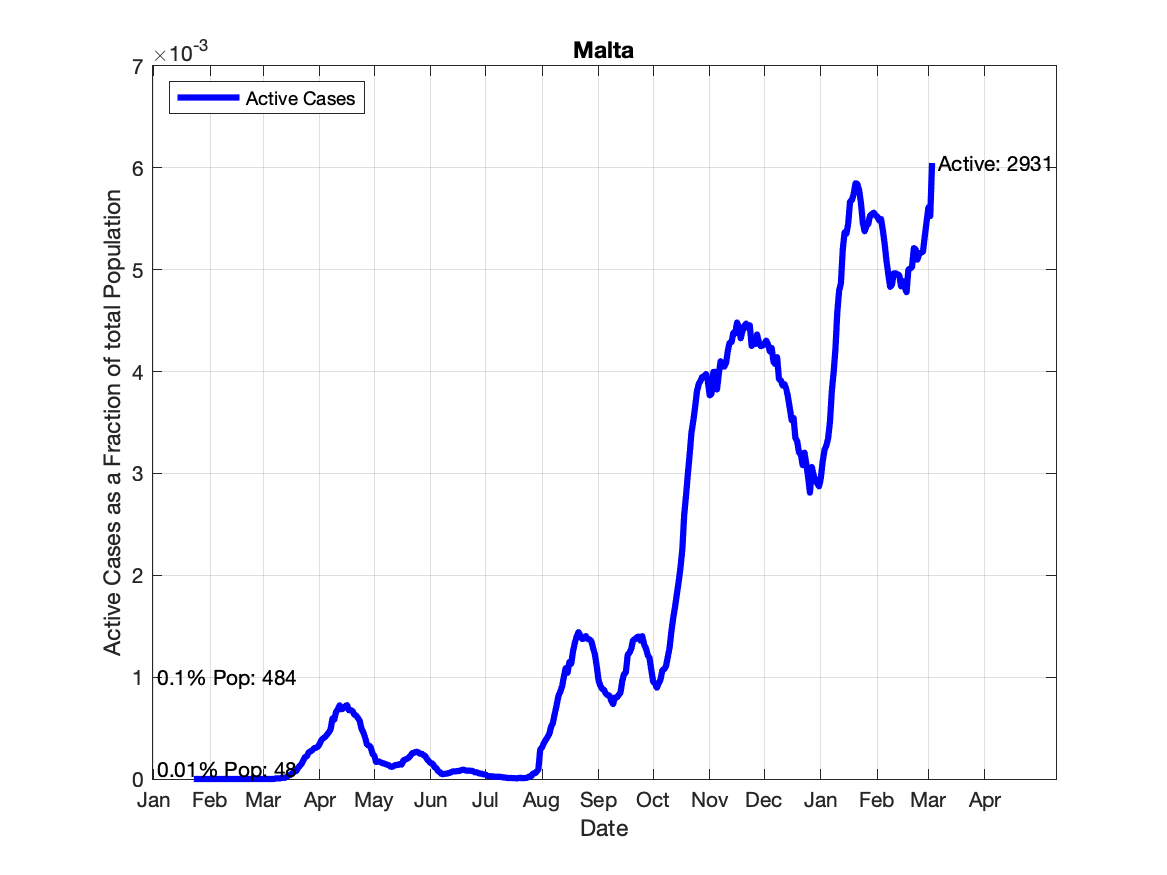 Malta
×10-3
7
6
5
4
3
2
1
0
Active Cases
Active: 2931
0.1% Pop: 484
0.01% Pop: 48
Active Cases as a Fraction of total Population
Jan Feb Mar Apr May Jun Jul Aug Sep Oct Nov Dec Jan Feb Mar Apr
Date